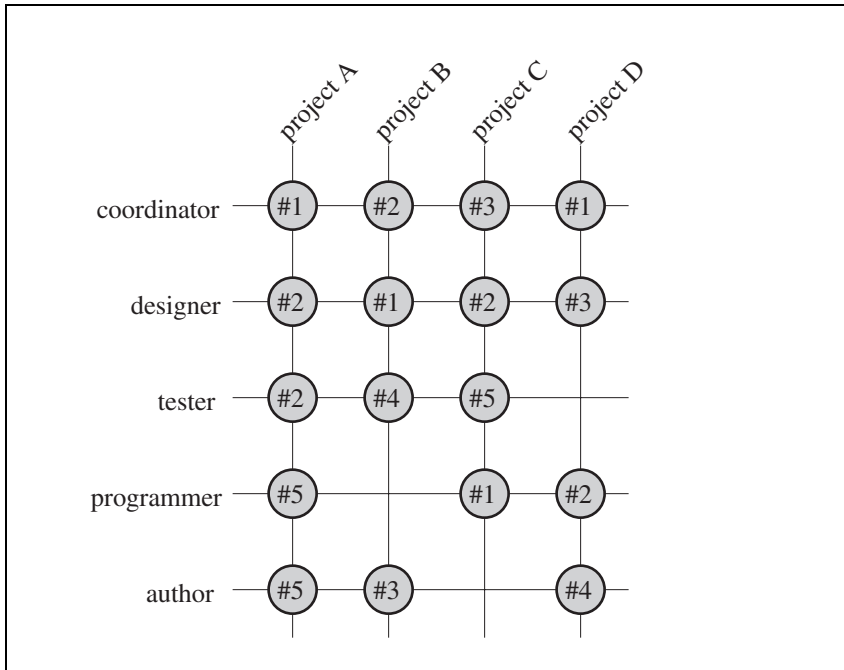 project A project B project C project D
coordinator #1 #2 #3 #1
designer #2 #1 #2 #3
tester #2 #4 #5
programmer #5 #1 #2
author #5 #3 #4